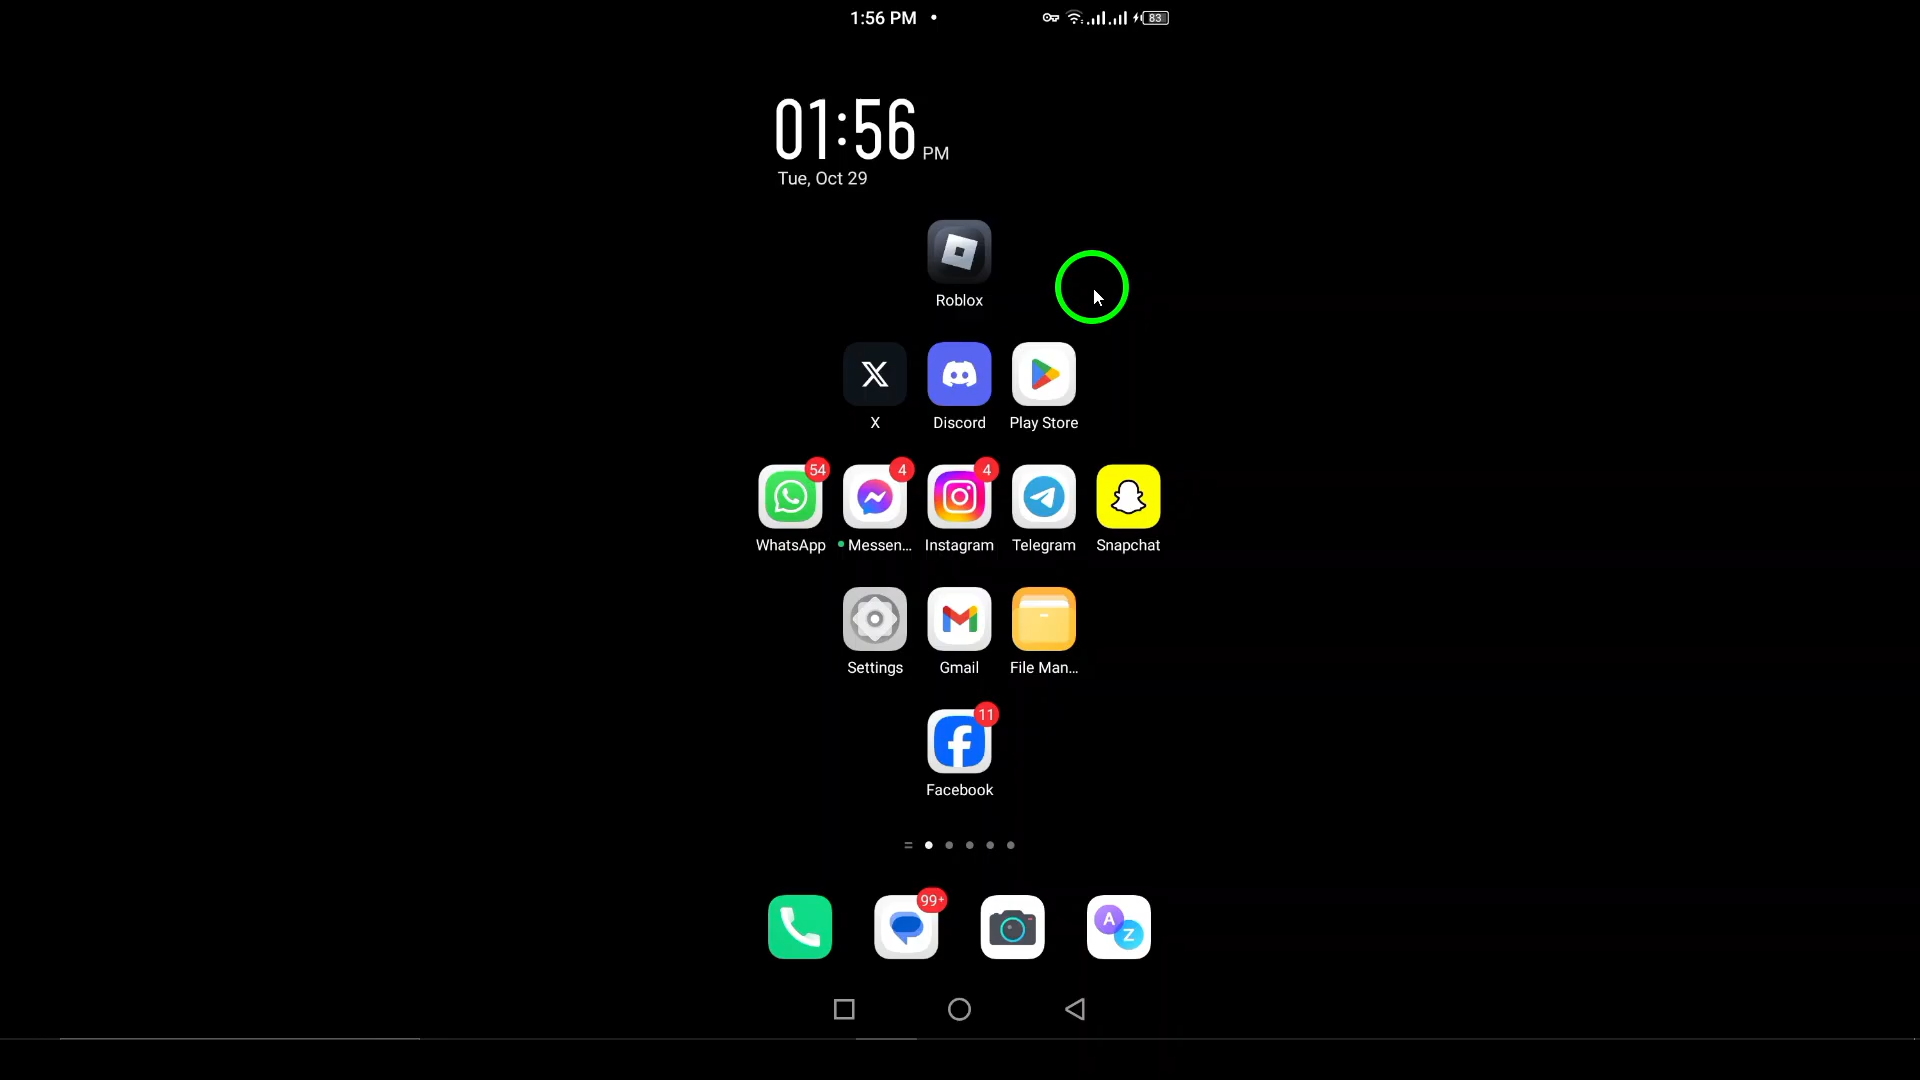 1:56 PM •
83
01:56 PM
Tue, Oct 29
Roblox
X
Discord
Play Store
54
4
4
WhatsApp
Messen...
Instagram
Telegram
Snapchat
Settings
Gmail
File Man...
11
Facebook
99+
A
Z